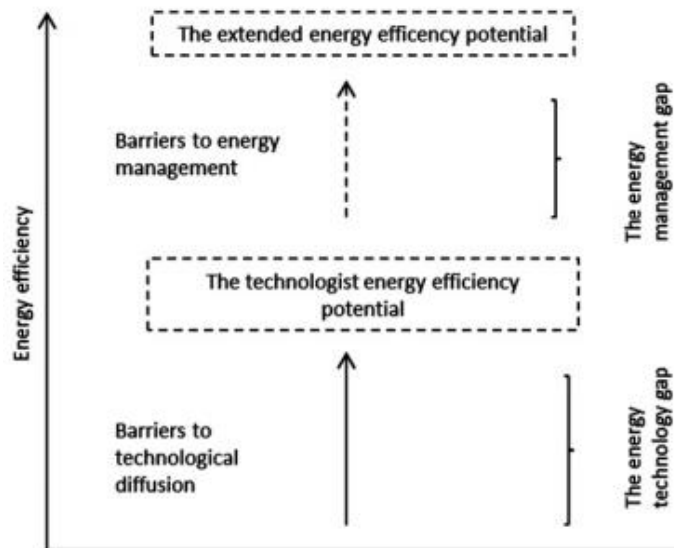 The extended energy efficency potential
Barriers to energy
management
The energy
management gap
Energy efficiency
The technologist energy efficiency
potential
Barriers to
technological
diffusion
The energy
technology gap